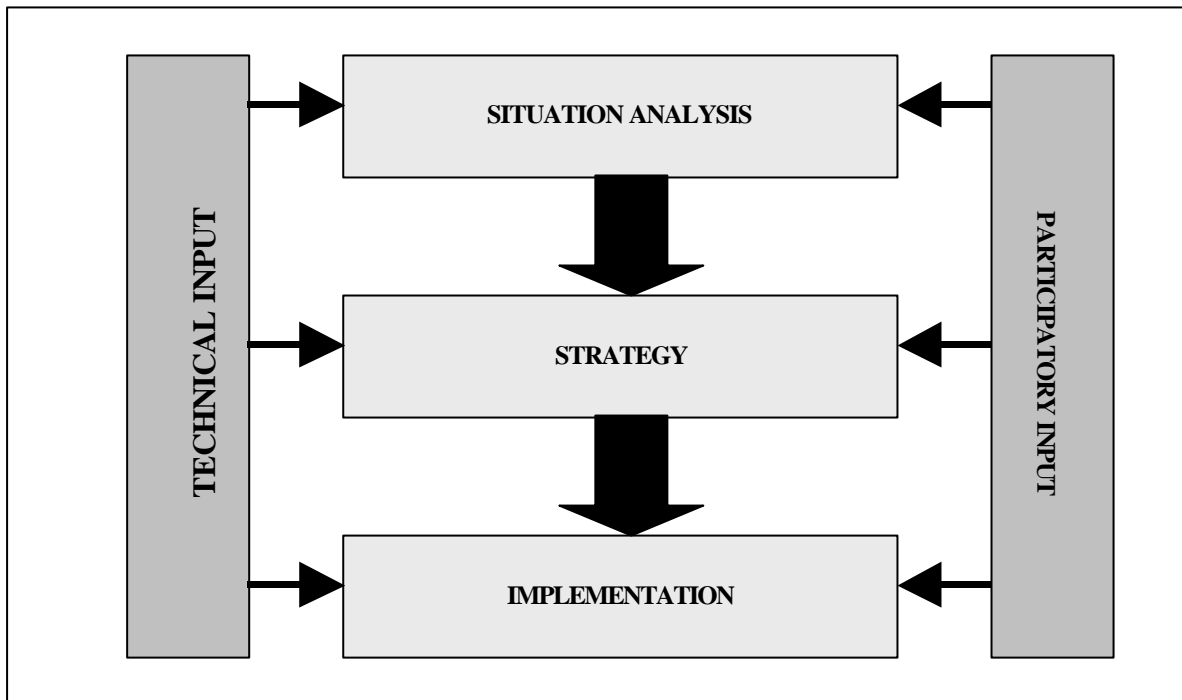 TECHNICAL INPUT
SITUATION ANALYSIS
STRATEGY
IMPLEMENTATION
PARTICIPATORY INPUT